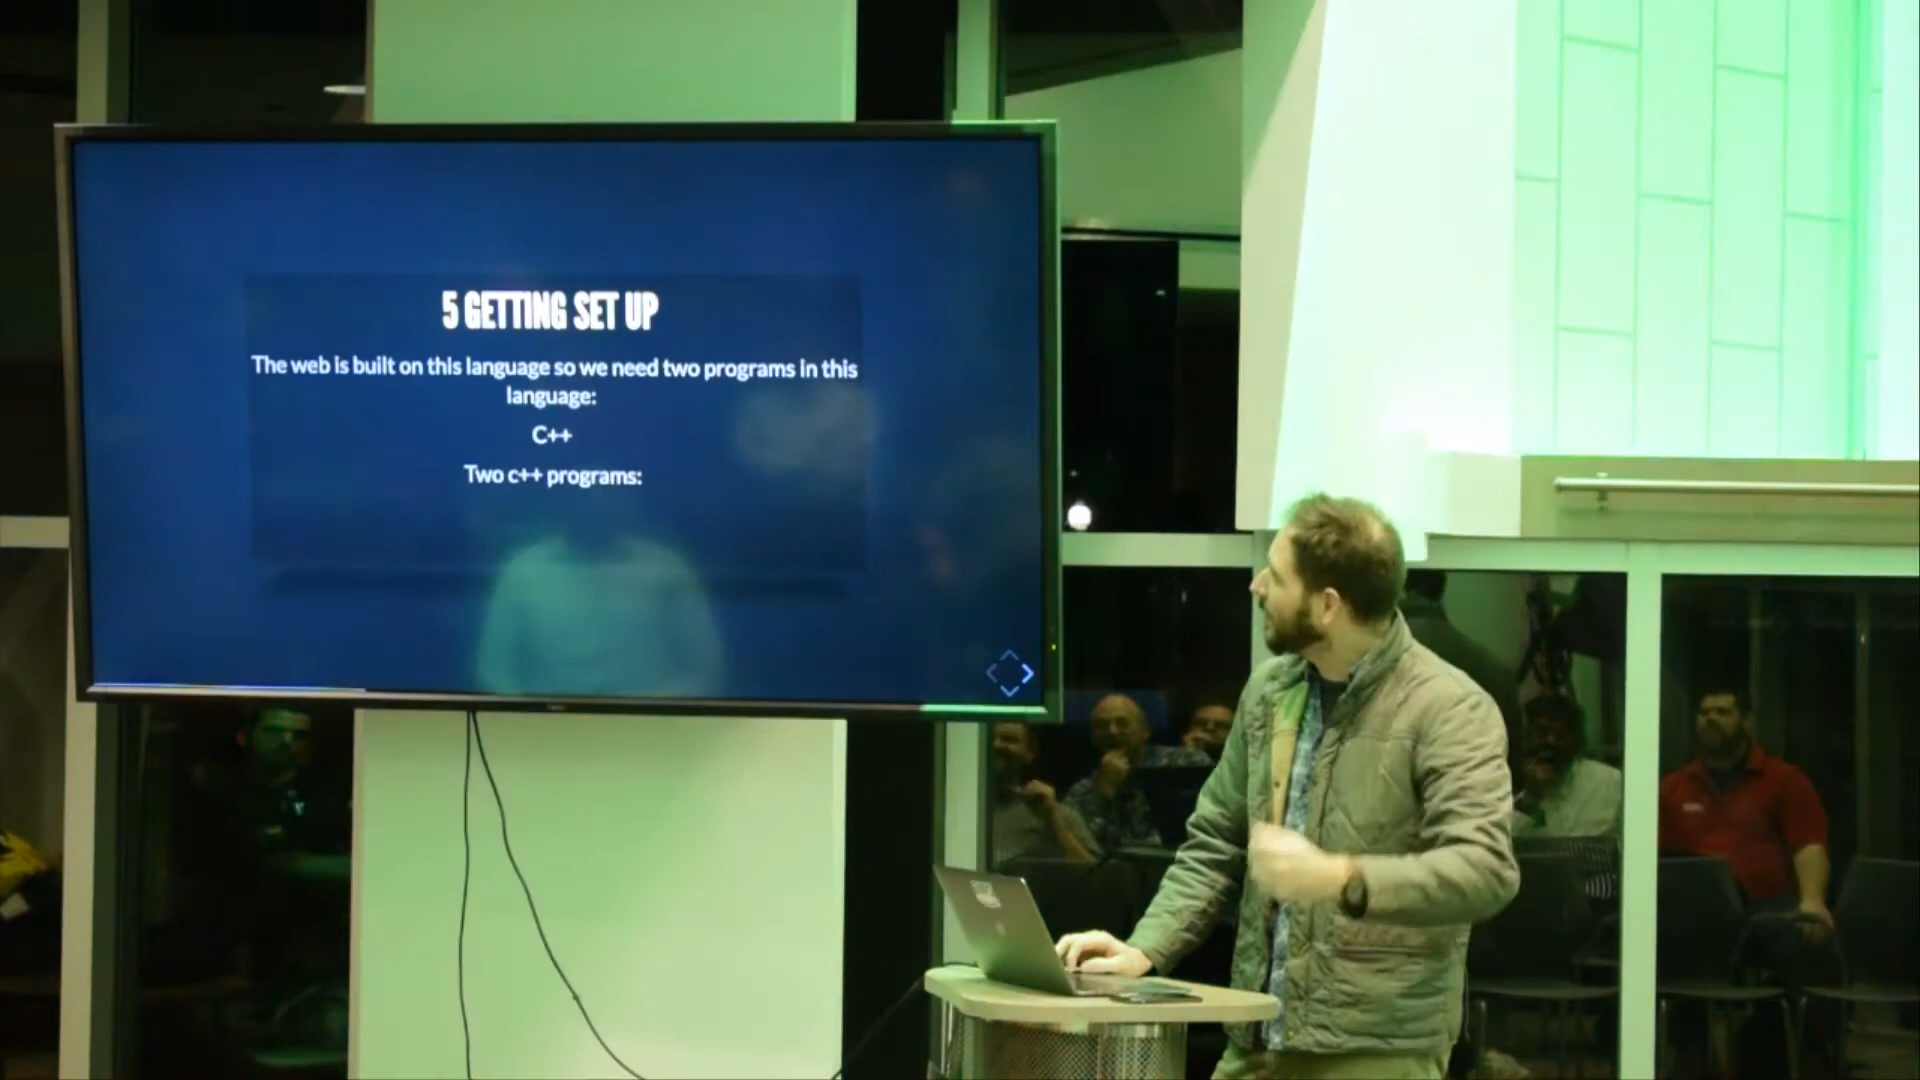 5 GETTING SET UP
The web is built on this language so we need two programs in this
language:
C++
Two c++ programs: